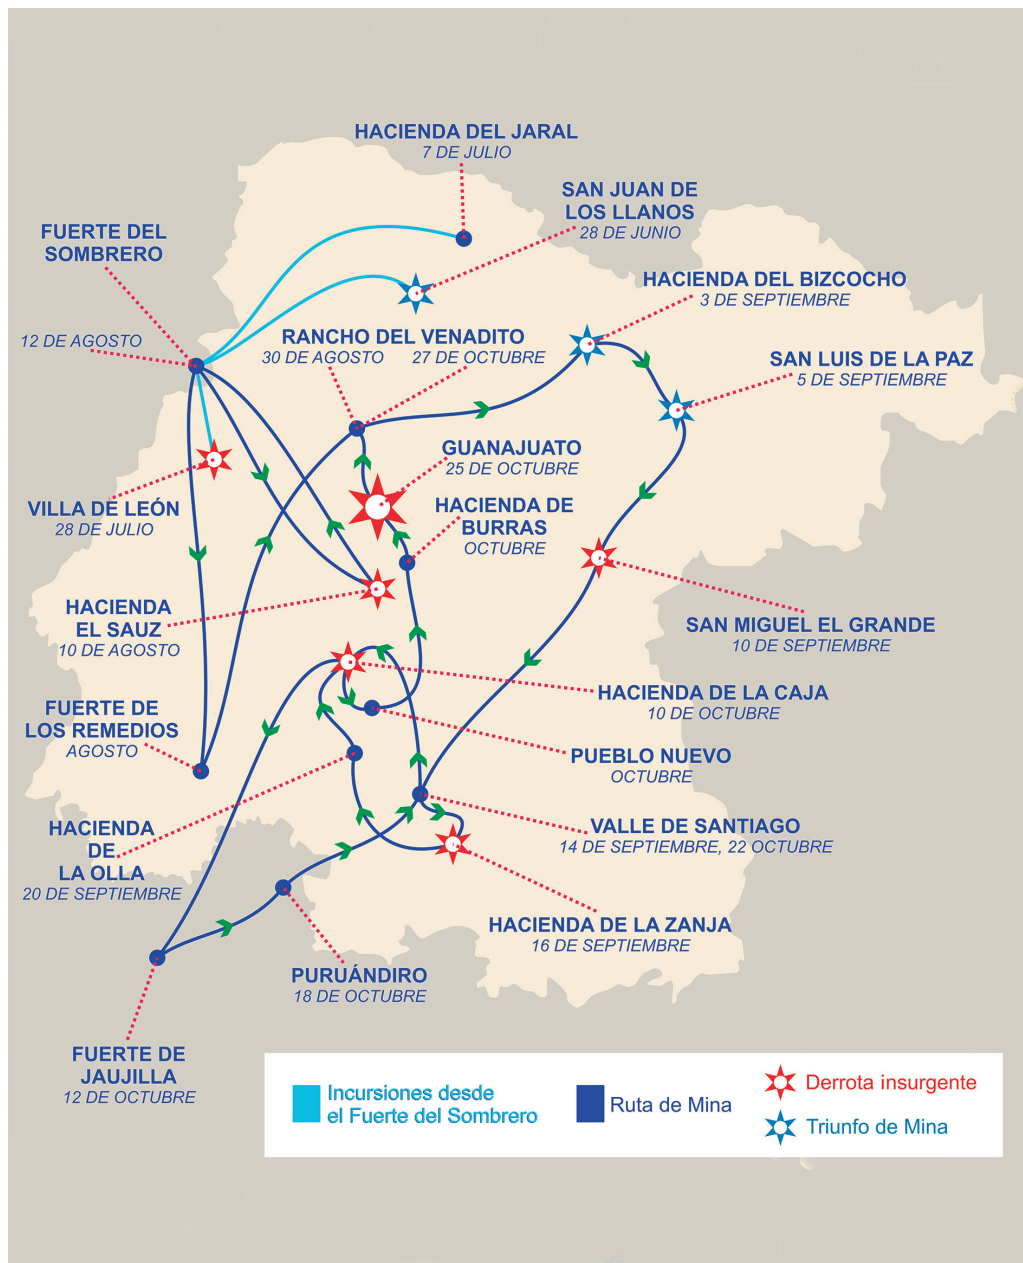 HACIENDA DEL JARAL
7 DE JULIO
SAN JUAN DE
LOS LLANOS
28 DE JUNIO
FUERTE DEL
SOMBRERO
12 DE AGOSTO
HACIENDA DEL BIZCOCHO
3 DE SEPTIEMBRE
RANCHO DEL VENADITO
30 DE AGOSTO 27 DE OCTUBRE
SAN LUIS DE LA PAZ
5 DE SEPTIEMBRE
GUANAJUATO
25 DE OCTUBRE
VILLA DE LEÓN
28 DE JULIO
HACIENDA DE
BURRAS
OCTUBRE
HACIENDA
EL SAUZ
10 DE AGOSTO
SAN MIGUEL EL GRANDE
10 DE SEPTIEMBRE
HACIENDA DE LA CAJA
10 DE OCTUBRE
FUERTE DE
LOS REMEDIOS
AGOSTO
PUEBLO NUEVO
OCTUBRE
HACIENDA
DE
LA OLLA
20 DE SEPTIEMBRE
VALLE DE SANTIAGO
14 DE SEPTIEMBRE, 22 OCTUBRE
HACIENDA DE LA ZANJA
16 DE SEPTIEMBRE
PURUÁNDIRO
18 DE OCTUBRE
FUERTE DE
JAUJILLA
12 DE OCTUBRE
Incursiones desde
el Fuerte del Sombrero
Ruta de Mina
Derrota insurgente
Triunfo de Mina